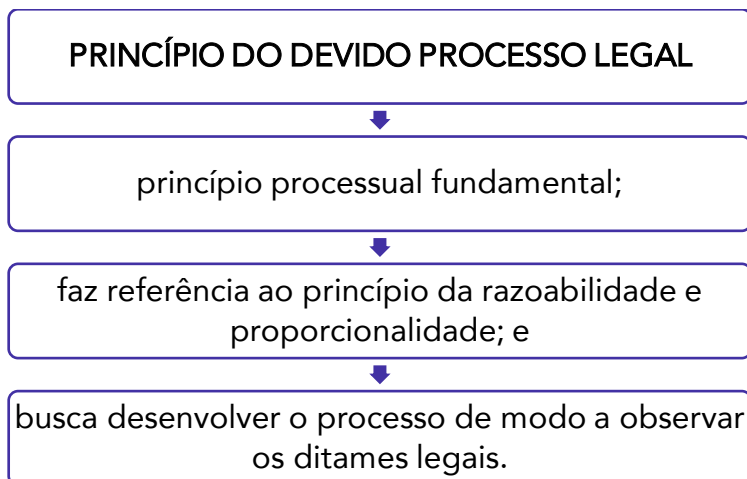 PRINCÍPIO DO DEVIDO PROCESSO LEGAL
princípio processual fundamental;
faz referência ao princípio da razoabilidade e
proporcionalidade; e
busca desenvolver o processo de modo a observar
os ditames legais.